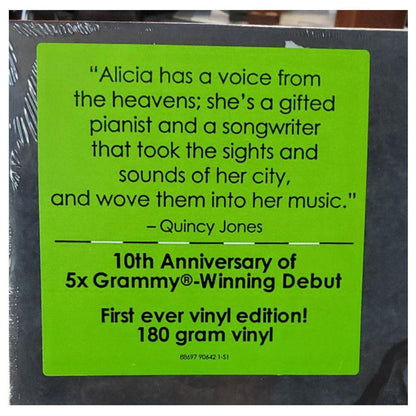 “Alicia has a voice from
the heavens; she’s a gifted
pianist and a songwriter
that took the sights and
sounds of her city,
and wove them into her music.”
– Quincy Jones
10th Anniversary of
5x Grammy®-Winning Debut
First ever vinyl edition!
180 gram vinyl
88697 90642 1-S1